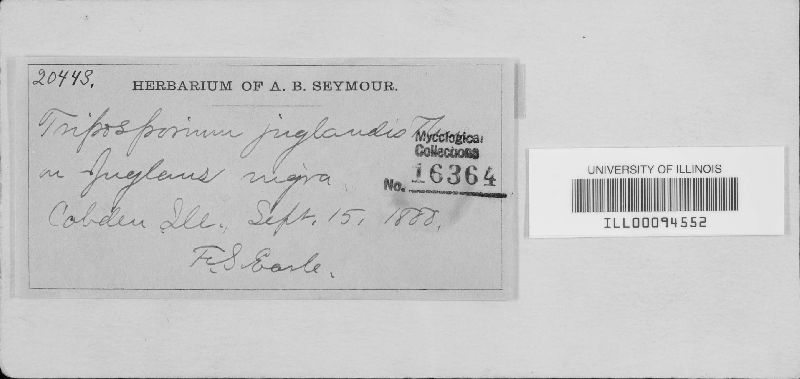 20443.
HERBARIUM OF A. B. SEYMOUR.
Triposporium juglandis
Mycological
Collections
No. 16364
on Juglans nigra
Cobden, Ill., Sept. 15, 1888.
F.S. Earle.
UNIVERSITY OF ILLINOIS
ILL00094552